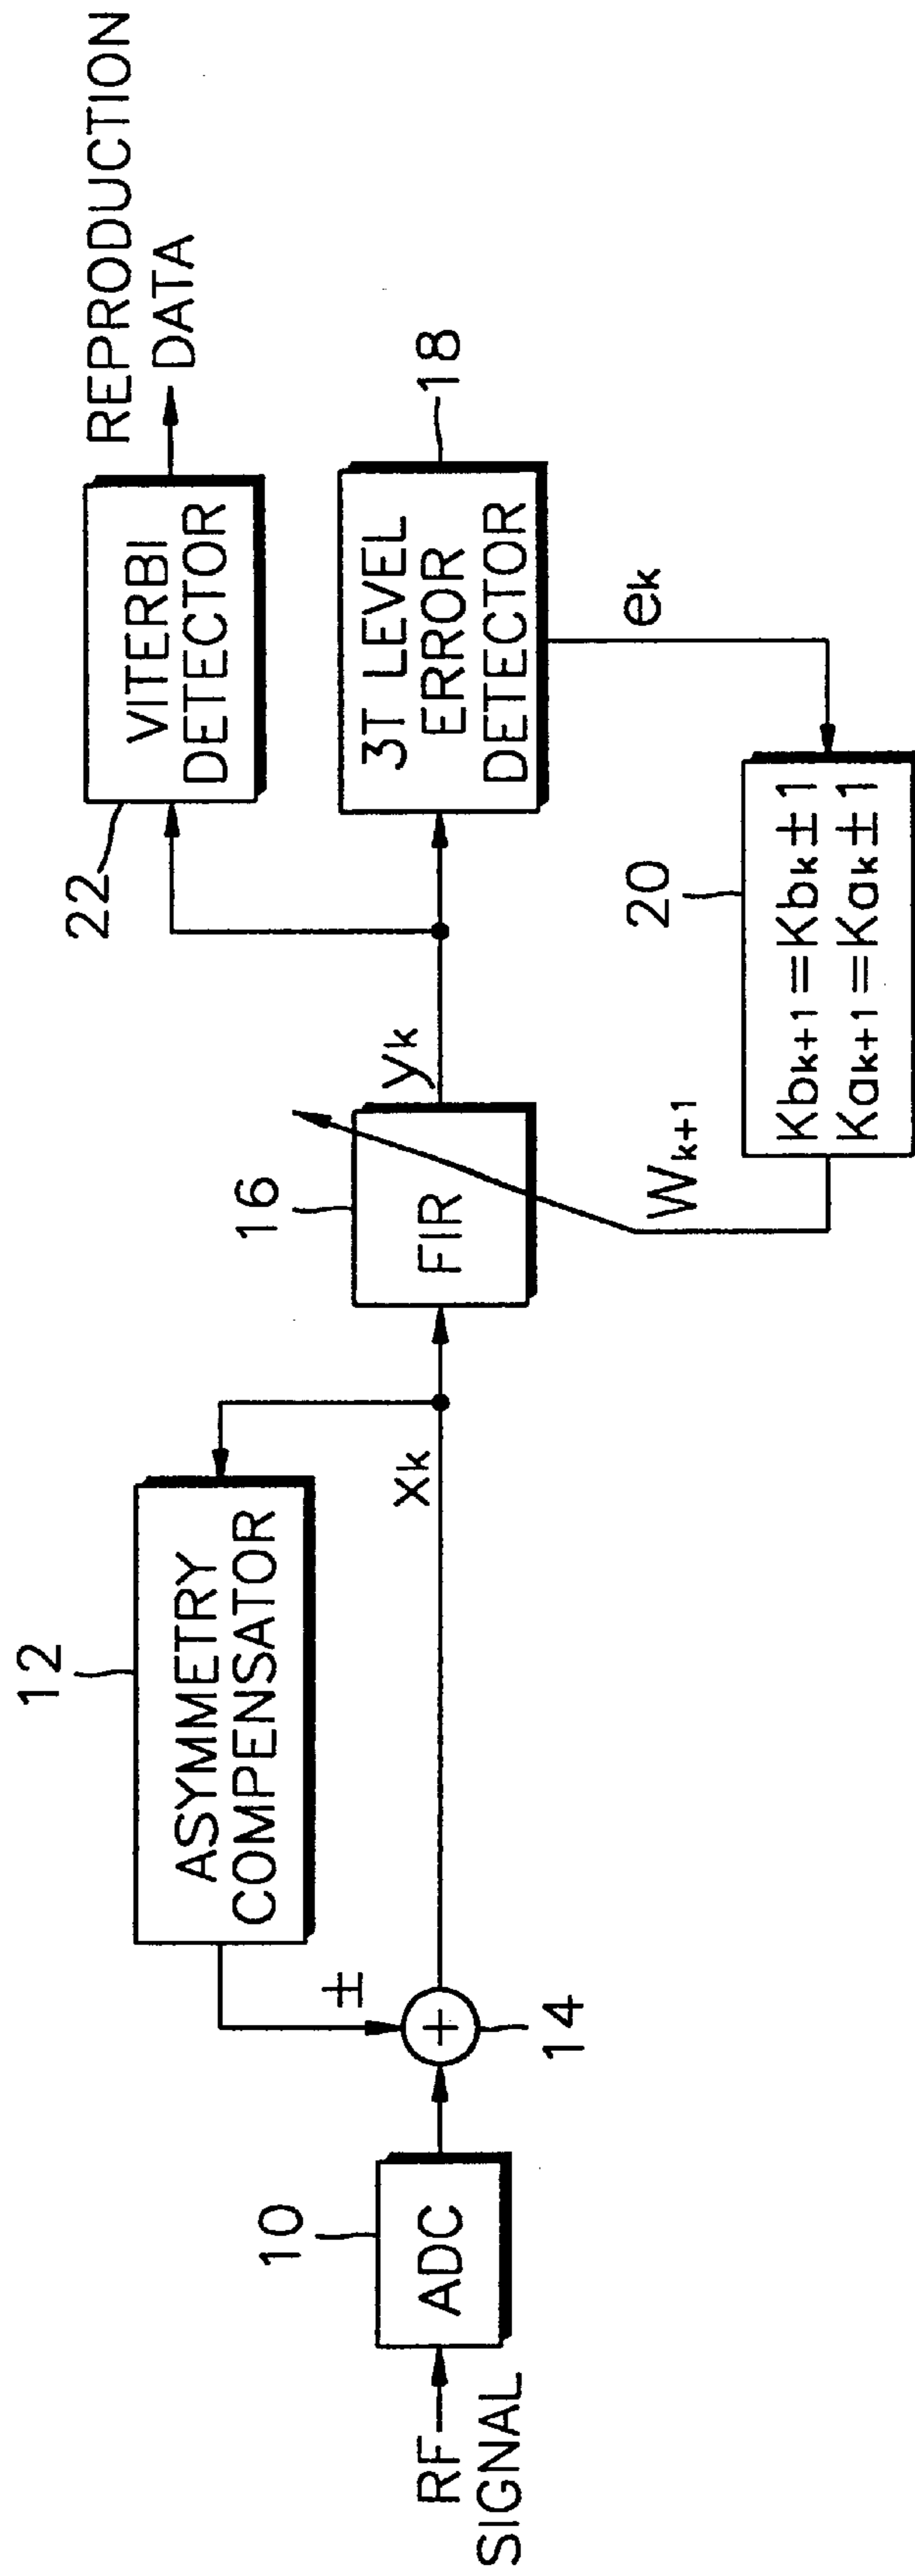 RF
SIGNAL
10
ADC
14
+
±
12
ASYMMETRY
COMPENSATOR
xk
16
FIR
yk
Wk+1
22
VITERBI
DETECTOR
REPRODUCTION
DATA
3T LEVEL
ERROR
DETECTOR
18
ek
20
Kbk+1=Kbk±1
Kak+1=Kak±1